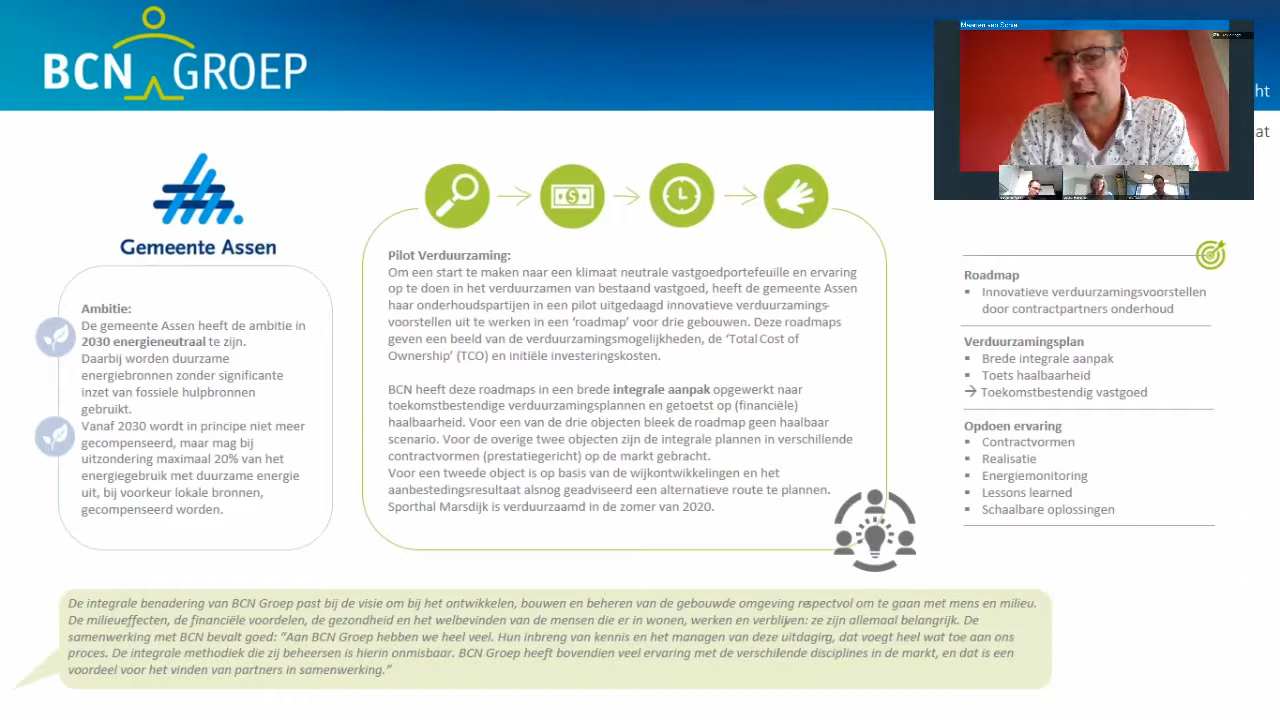 BCN GROEP
Maarten van Schie
ht
at
Gemeente Assen
Ambitie:
De gemeente Assen heeft de ambitie in
2030 energieneutraal te zijn.
Daarbij worden duurzame
energiebronnen zonder significante
inzet van fossiele hulpbronnen
gebruikt.
Vanaf 2030 wordt in principe niet meer
gecompenseerd, maar mag bij
uitzondering maximaal 20% van het
energiegebruik met duurzame energie
uit, bij voorkeur lokale bronnen,
gecompenseerd worden.
Pilot Verduurzaming:
Om een start te maken naar een klimaat neutrale vastgoedportefeuille en ervaring
op te doen in het verduurzamen van bestaand vastgoed, heeft de gemeente Assen
haar onderhoudspartijen in een pilot uitgedaagd innovatieve verduurzamings-
voorstellen uit te werken in een ‘roadmap’ voor drie gebouwen. Deze roadmaps
geven een beeld van de verduurzamingsmogelijkheden, de ‘Total Cost of
Ownership’ (TCO) en initiële investeringskosten.
BCN heeft deze roadmaps in een brede integrale aanpak opgewerkt naar
toekomstbestendige verduurzamingsplannen en getoetst op (financiële)
haalbaarheid. Voor een van de drie objecten bleek de roadmap geen haalbaar
scenario. Voor de overige twee objecten zijn de integrale plannen in verschillende
contractvormen (prestatiegericht) op de markt gebracht.
Voor een tweede object is op basis van de wijkontwikkelingen en het
aanbestedingsresultaat alsnog geadviseerd een alternatieve route te plannen.
Sporthal Marsdijk is verduurzaamd in de zomer van 2020.
Roadmap
▪ Innovatieve verduurzamingsvoorstellen
door contractpartners onderhoud
Verduurzamingsplan
▪ Brede integrale aanpak
▪ Toets haalbaarheid
→ Toekomstbestendig vastgoed
Opdoen ervaring
▪ Contractvormen
▪ Realisatie
▪ Energiemonitoring
▪ Lessons learned
▪ Schaalbare oplossingen
De integrale benadering van BCN Groep past bij de visie om bij het ontwikkelen, bouwen en beheren van de gebouwde omgeving respectvol om te gaan met mens en milieu.
De milieueffecten, de financiële voordelen, de gezondheid en het welbevinden van de mensen die er in wonen, werken en verblijven: ze zijn allemaal belangrijk. De
samenwerking met BCN bevalt goed: “Aan BCN Groep hebben we heel veel. Hun inbreng van kennis en het managen van deze uitdaging, dat voegt heel wat toe aan ons
proces. De integrale methodiek die zij beheersen is hierin onmisbaar. BCN Groep heeft bovendien veel ervaring met de verschillende disciplines in de markt, en dat is een
voordeel voor het vinden van partners in samenwerking.”